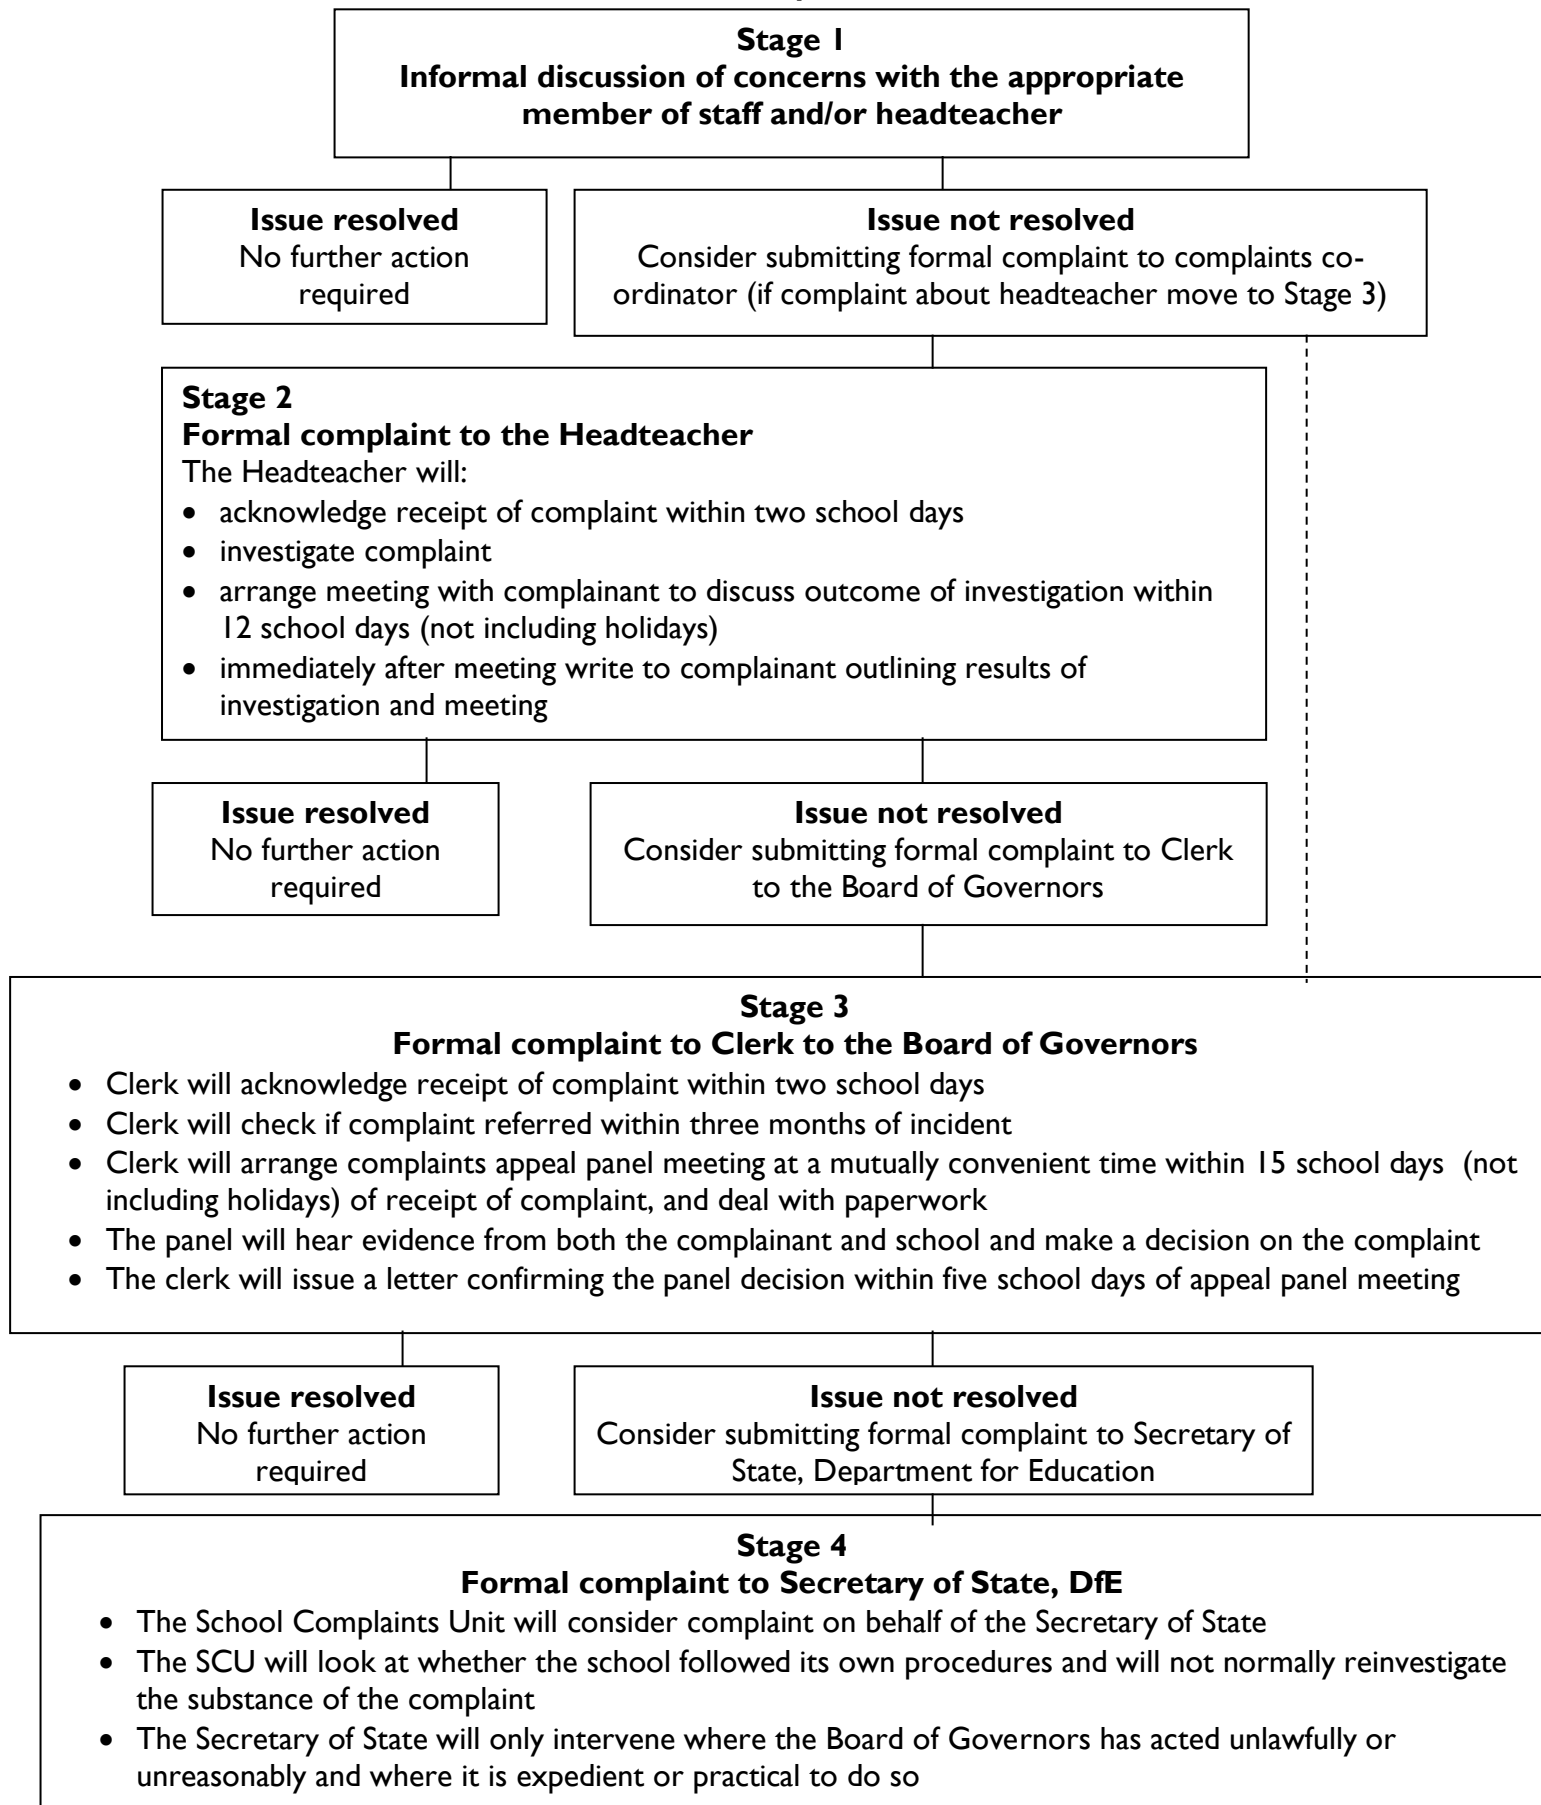 Stage 1
Informal discussion of concerns with the appropriate
member of staff and/or headteacher
Issue resolved
No further action
required
Issue not resolved
Consider submitting formal complaint to complaints co-
ordinator (if complaint about headteacher move to Stage 3)
Stage 2
Formal complaint to the Headteacher
The Headteacher will:
• acknowledge receipt of complaint within two school days
• investigate complaint
• arrange meeting with complainant to discuss outcome of investigation within
12 school days (not including holidays)
• immediately after meeting write to complainant outlining results of
investigation and meeting
Issue resolved
No further action
required
Issue not resolved
Consider submitting formal complaint to Clerk
to the Board of Governors
Stage 3
Formal complaint to Clerk to the Board of Governors
• Clerk will acknowledge receipt of complaint within two school days
• Clerk will check if complaint referred within three months of incident
• Clerk will arrange complaints appeal panel meeting at a mutually convenient time within 15 school days (not
including holidays) of receipt of complaint, and deal with paperwork
• The panel will hear evidence from both the complainant and school and make a decision on the complaint
• The clerk will issue a letter confirming the panel decision within five school days of appeal panel meeting
Issue resolved
No further action
required
Issue not resolved
Consider submitting formal complaint to Secretary of
State, Department for Education
Stage 4
Formal complaint to Secretary of State, DfE
• The School Complaints Unit will consider complaint on behalf of the Secretary of State
• The SCU will look at whether the school followed its own procedures and will not normally reinvestigate
the substance of the complaint
• The Secretary of State will only intervene where the Board of Governors has acted unlawfully or
unreasonably and where it is expedient or practical to do so